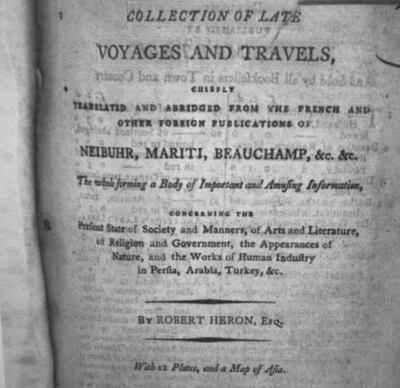 COLLECTION OF LATE
VOYAGES AND TRAVELS,
CHIEFLY
TRANSLATED AND ABRIDGED FROM THE FRENCH AND
OTHER FOREIGN PUBLICATIONS OF
NEIBUHR, MARITI, BEAUCHAMP, &c. &c.
The whole forming a Body of Important and Amusing Information,
CONCERNING THE
Preſent State of Society and Manners, of Arts and Literature,
of Religion and Government, the Appearances of
Nature, and the Works of Human Induſtry
in Perſia, Arabia, Turkey, &c.
BY ROBERT HERON, ESQ.
With 12 Plates, and a Map of Aſia.